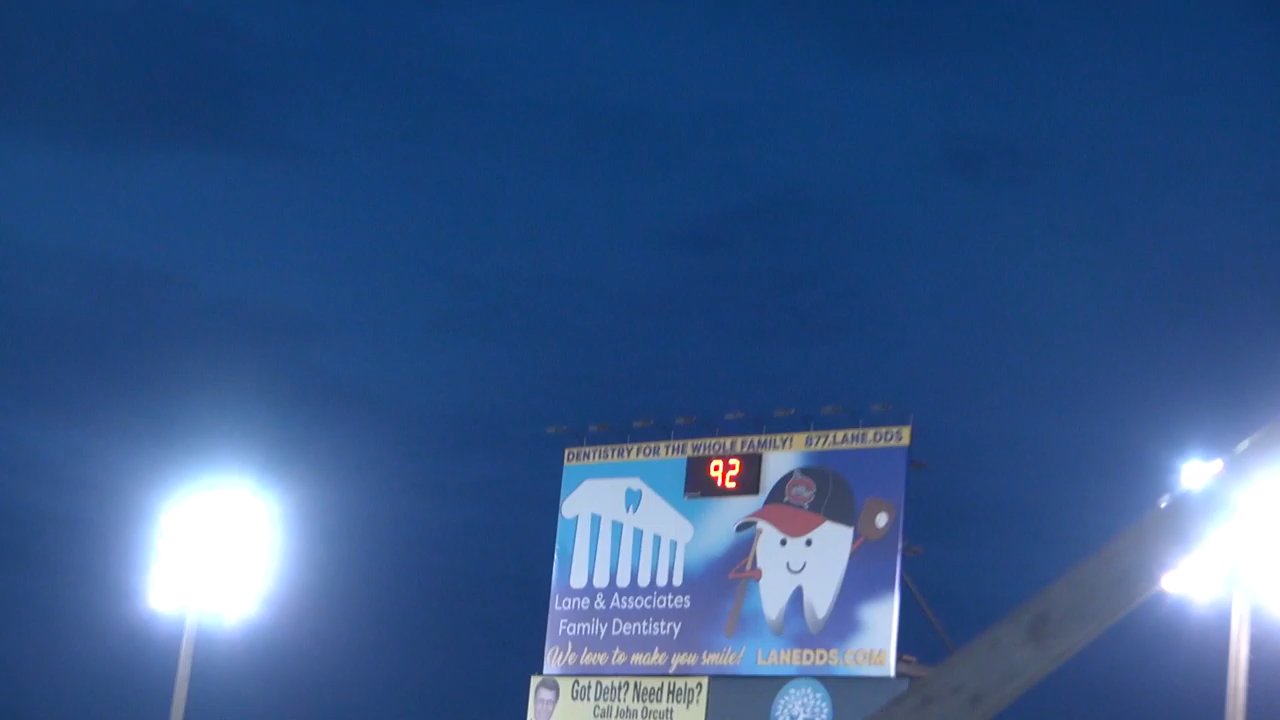 DENTISTRY FOR THE WHOLE FAMILY! 877.LANE.DDS
92
Lane & Associates
Family Dentistry
We love to make you smile! LANEDDS.COM
Got Debt? Need Help?
Call John Orcutt